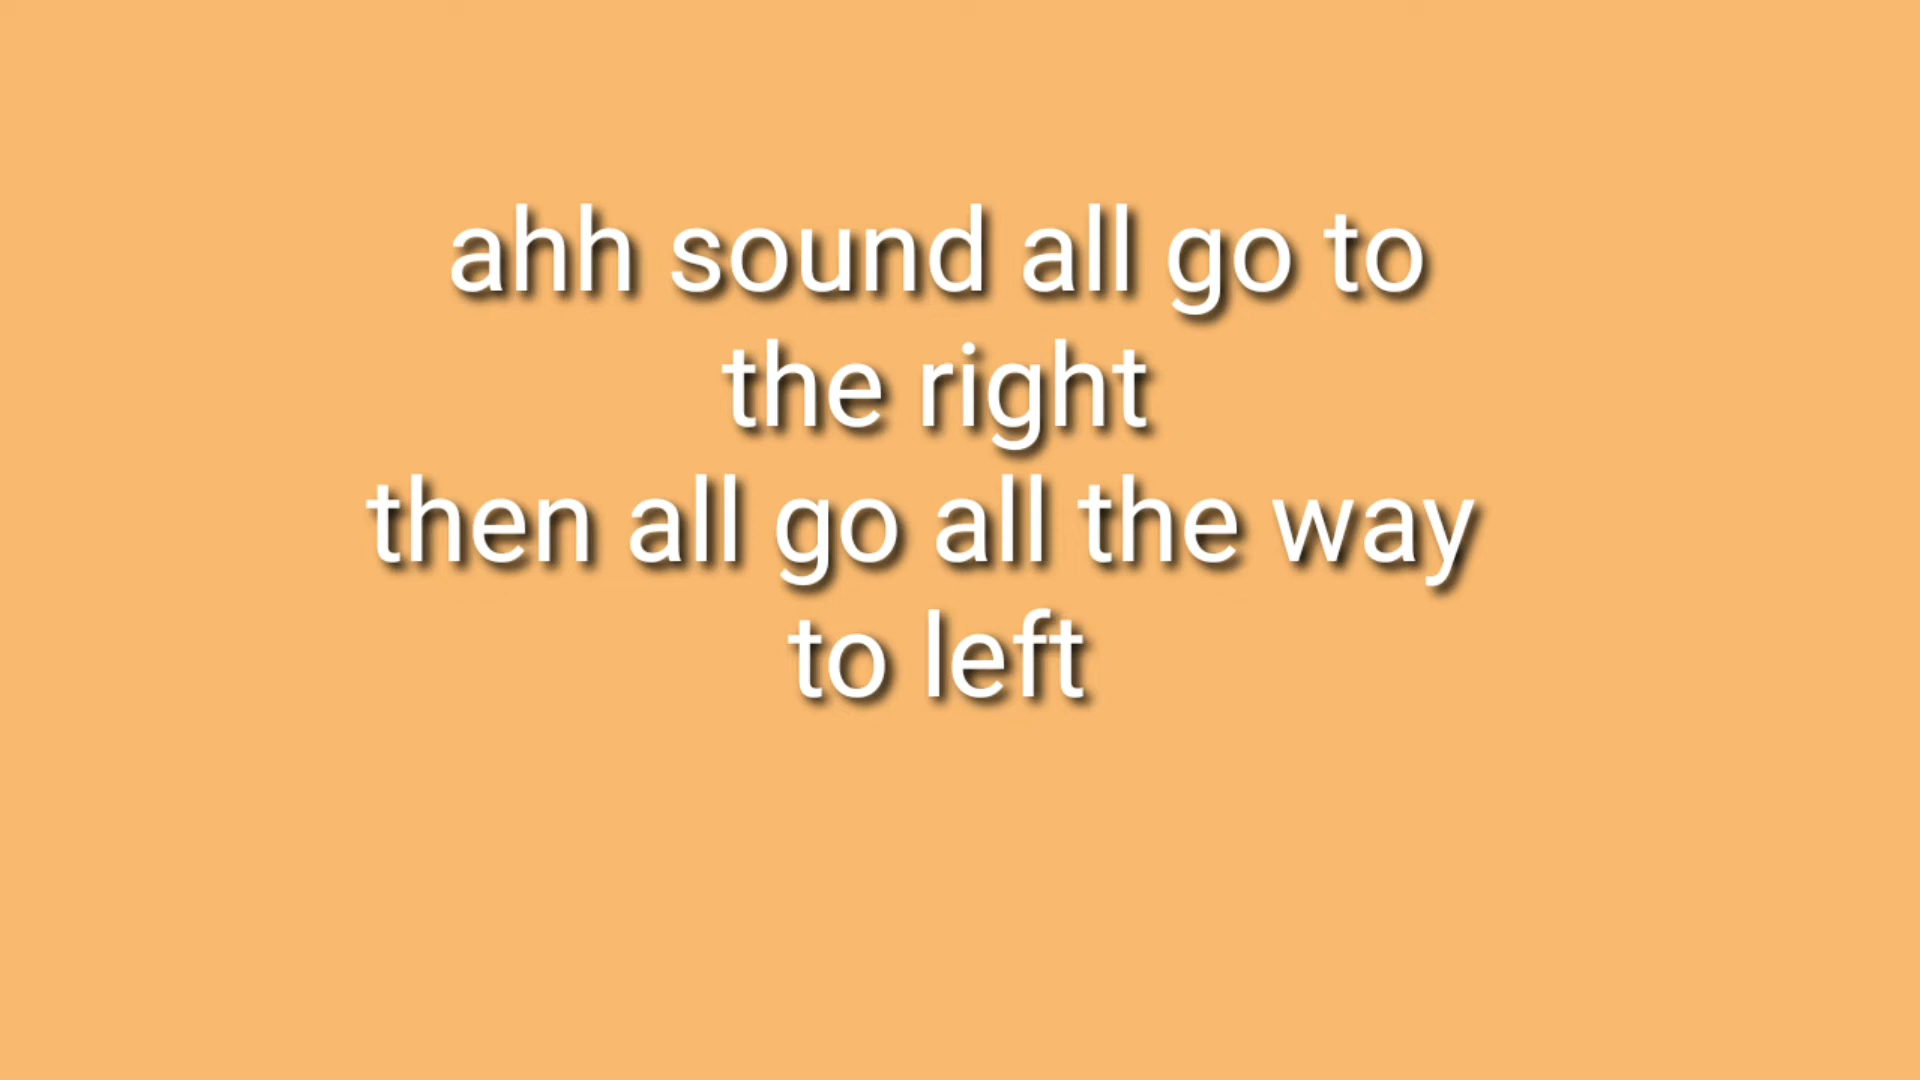 ahh sound all go to
the right
then all go all the way
to left